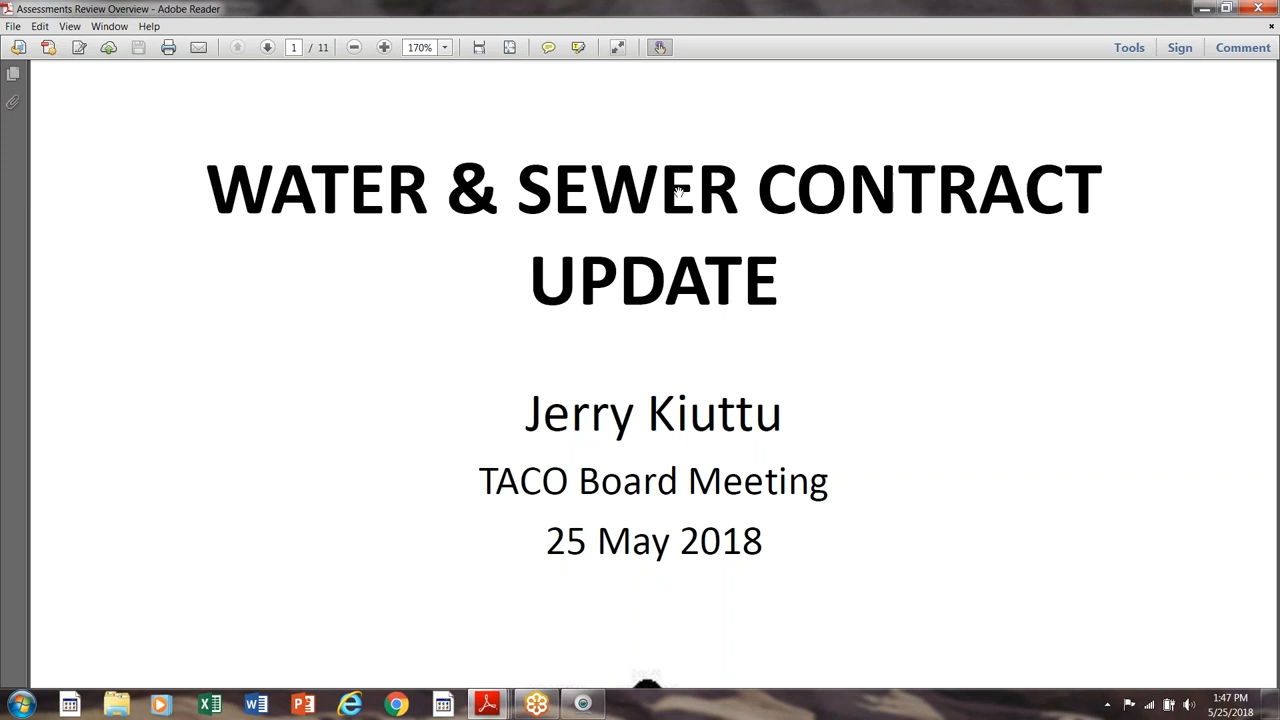 Assessments Review Overview - Adobe Reader
File Edit View Window Help
1 / 11 170% Tools Sign Comment
WATER & SEWER CONTRACT
UPDATE
Jerry Kiuttu
TACO Board Meeting
25 May 2018
1:47 PM
5/25/2018